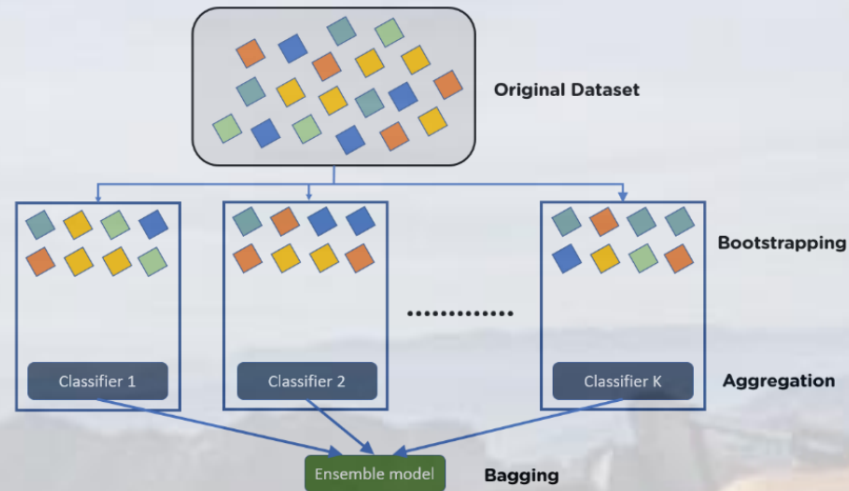 Original Dataset
Bootstrapping
Classifier 1
Classifier 2
Classifier K
Aggregation
Ensemble model
Bagging